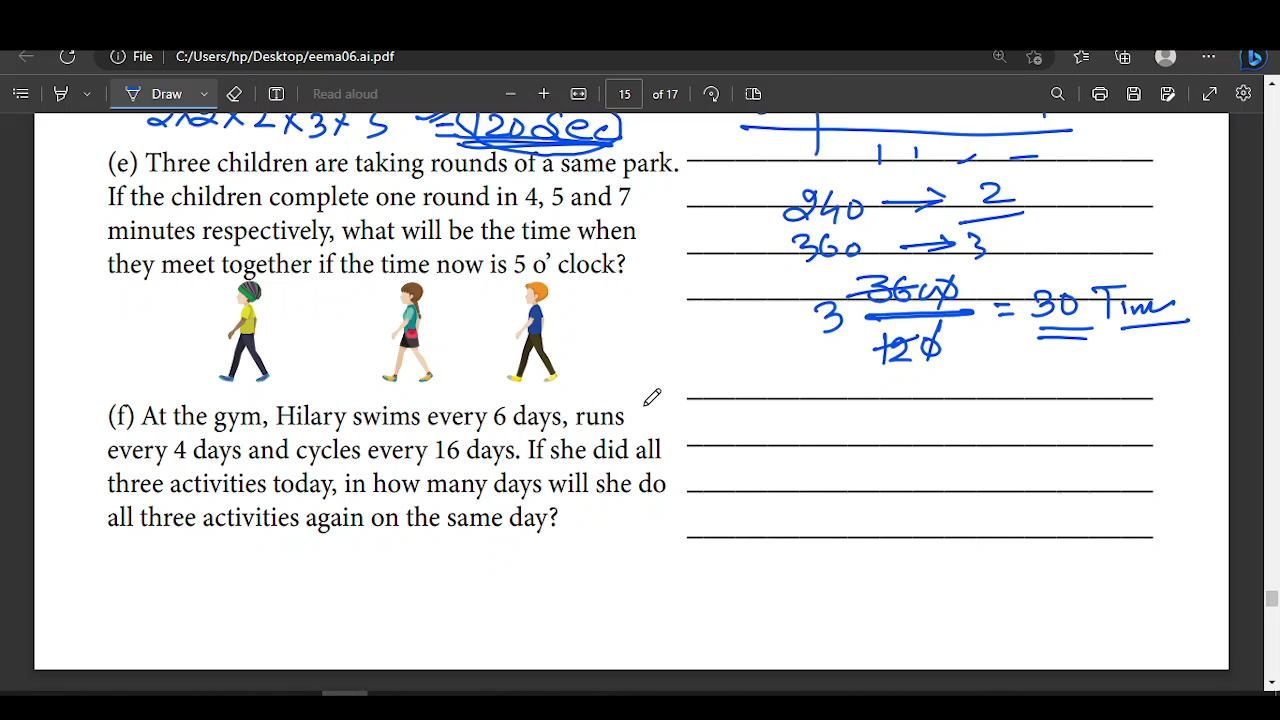 File C:/Users/hp/Desktop/eema06.ai.pdf
Draw Read aloud 15 of 17
2×2×2×3×5 = 120 Sec
(e) Three children are taking rounds of a same park.
If the children complete one round in 4, 5 and 7
minutes respectively, what will be the time when
they meet together if the time now is 5 o’ clock?
(f) At the gym, Hilary swims every 6 days, runs
every 4 days and cycles every 16 days. If she did all
three activities today, in how many days will she do
all three activities again on the same day?
240 → 2
360 → 3
3 3600
120
= 30 Time